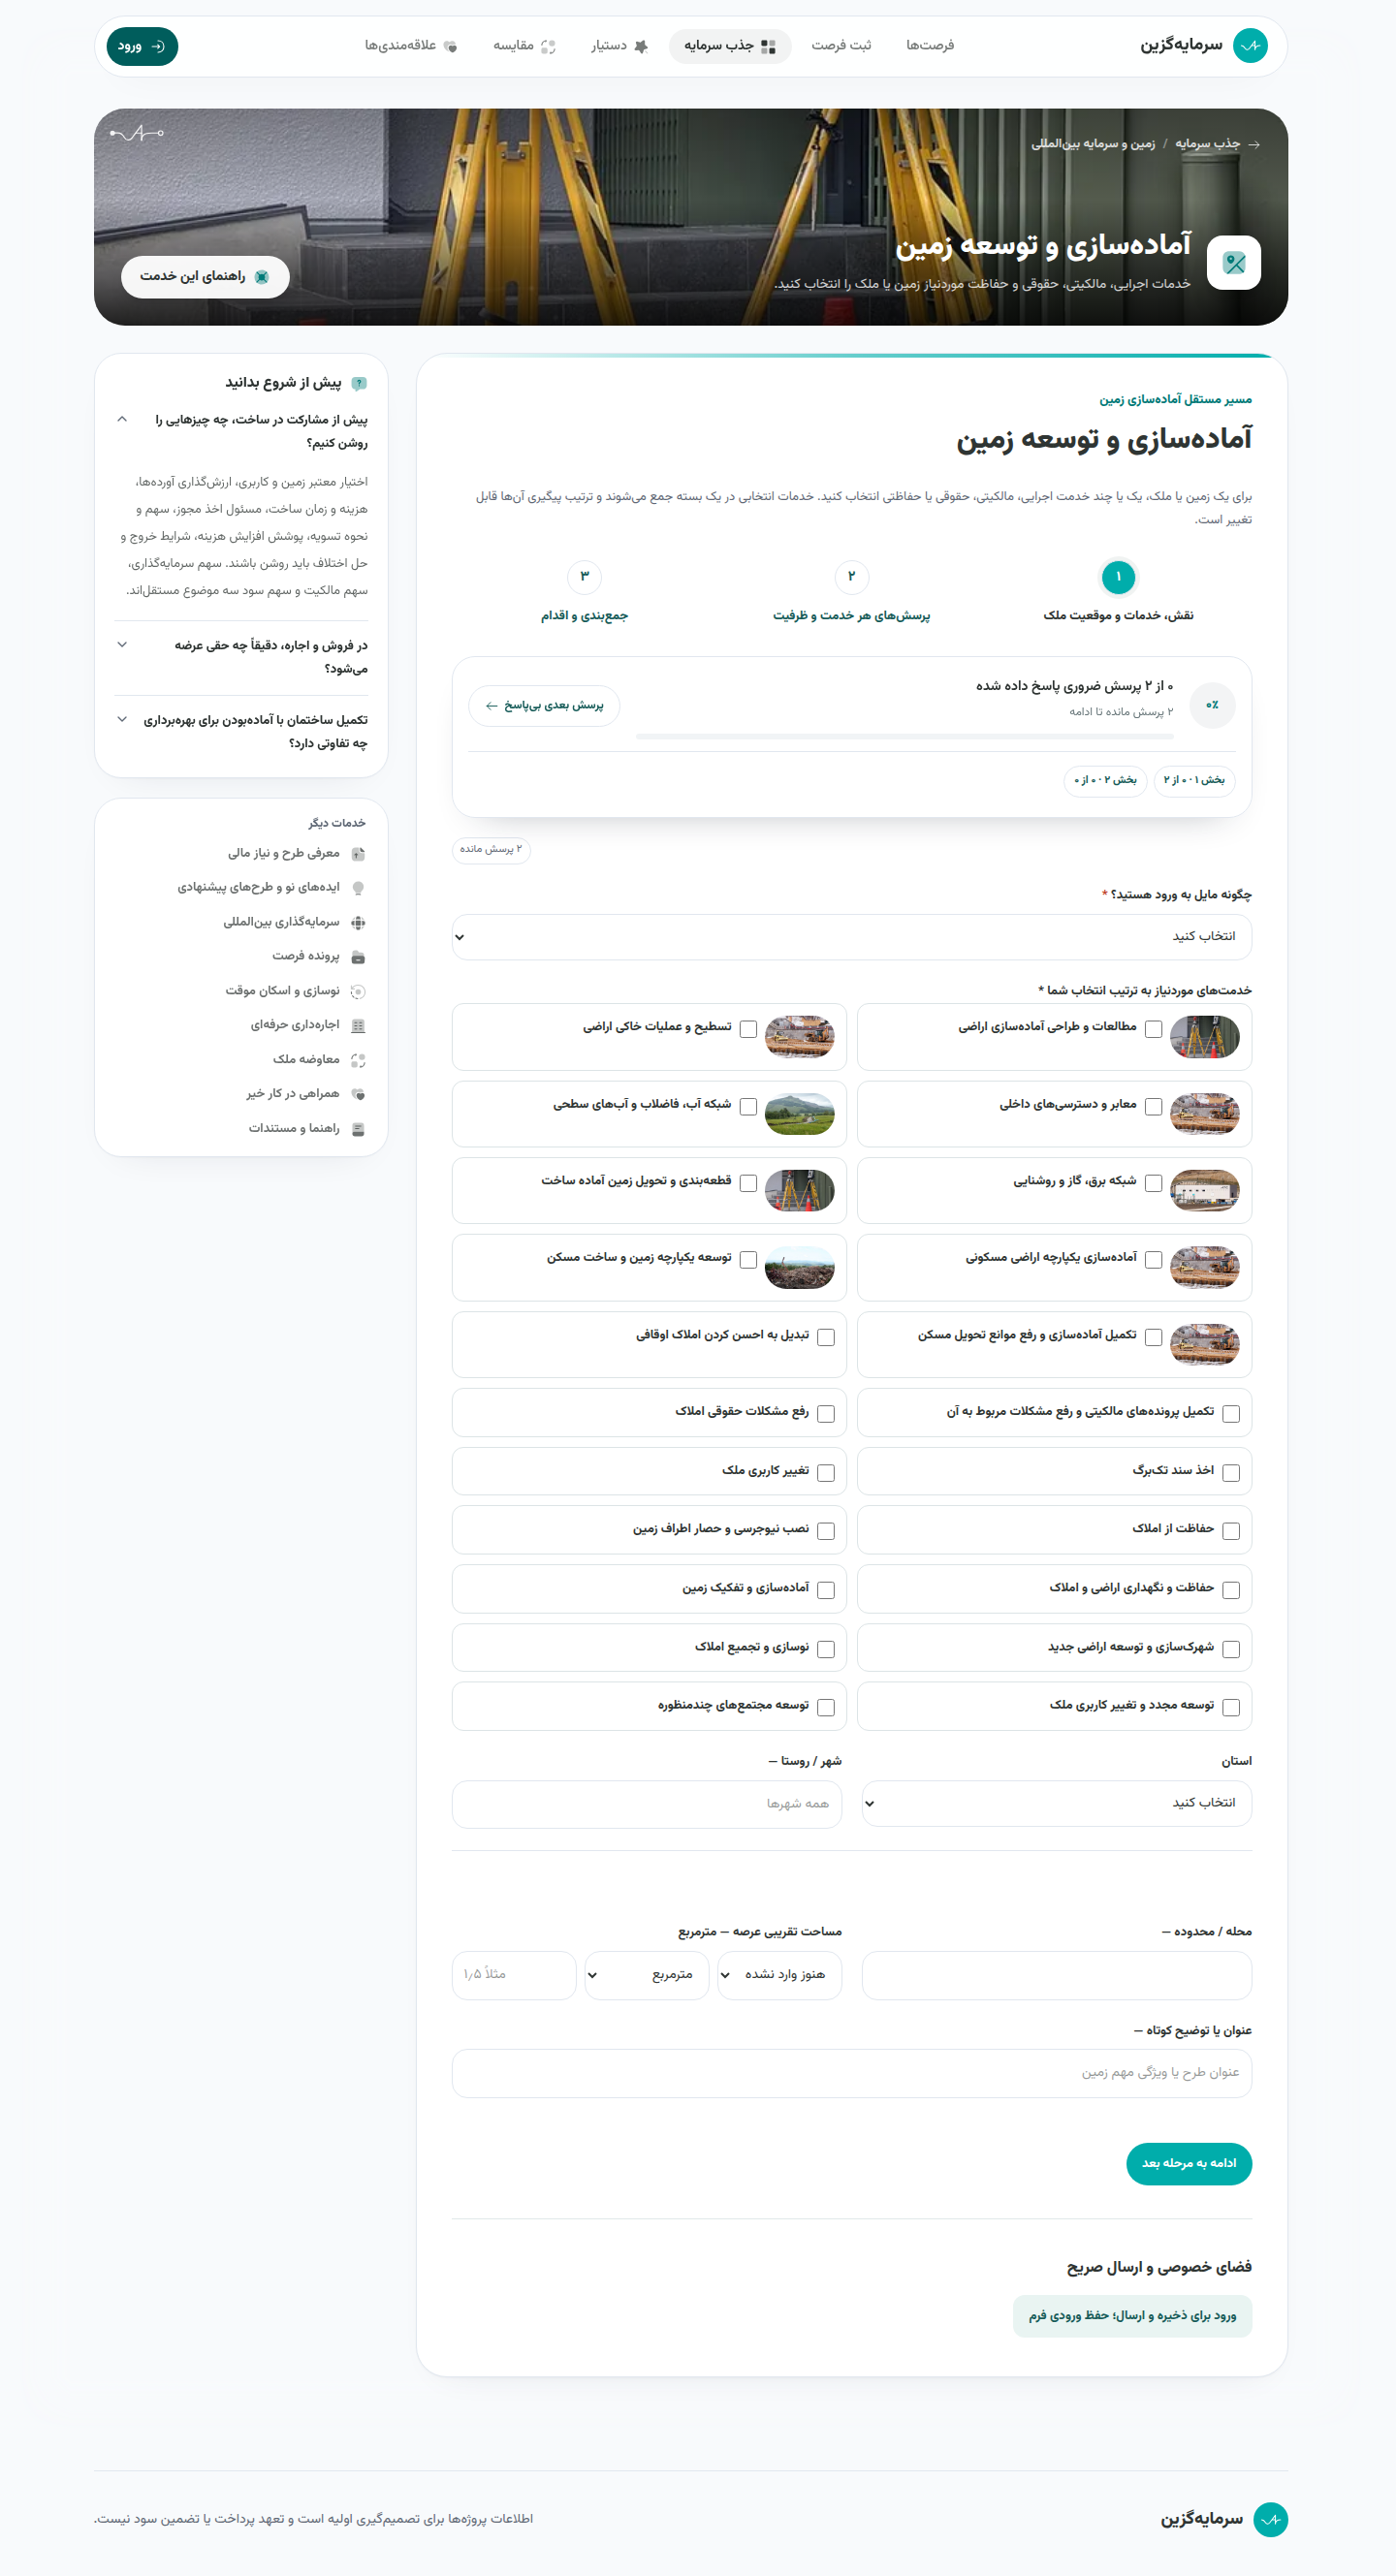 سرمایه‌گزین
فرصت‌ها
ثبت فرصت
جذب سرمایه
دستیار
مقایسه
علاقه‌مندی‌ها
ورود
جذب سرمایه / زمین و سرمایه بین‌المللی
آماده‌سازی و توسعه زمین
خدمات اجرایی، مالکیتی، حقوقی و حفاظت موردنیاز زمین یا ملک را انتخاب کنید.
راهنمای این خدمت
مسیر مستقل آماده‌سازی زمین
آماده‌سازی و توسعه زمین
برای یک زمین یا ملک، یک یا چند خدمت اجرایی، مالکیتی، حقوقی یا حفاظتی انتخاب کنید. خدمات انتخابی در یک بسته جمع می‌شوند و ترتیب پیگیری آن‌ها قابل
تغییر است.
۱
۲
۳
نقش، خدمات و موقعیت ملک
پرسش‌های هر خدمت و ظرفیت
جمع‌بندی و اقدام
۰٪
۰ از ۲ پرسش ضروری پاسخ داده شده
۲ پرسش مانده تا ادامه
پرسش بعدی بی‌پاسخ
بخش ۱ · ۰ از ۲
بخش ۲ · ۰ از ۰
۲ پرسش مانده
چگونه مایل به ورود هستید؟ *
انتخاب کنید
خدمت‌های موردنیاز به ترتیب انتخاب شما *
مطالعات و طراحی آماده‌سازی اراضی
تسطیح و عملیات خاکی اراضی
معابر و دسترسی‌های داخلی
شبکه آب، فاضلاب و آب‌های سطحی
شبکه برق، گاز و روشنایی
قطعه‌بندی و تحویل زمین آماده ساخت
آماده‌سازی یکپارچه اراضی مسکونی
توسعه یکپارچه زمین و ساخت مسکن
تکمیل آماده‌سازی و رفع موانع تحویل مسکن
تبدیل به احسن کردن املاک اوقافی
تکمیل پرونده‌های مالکیتی و رفع مشکلات مربوط به آن
رفع مشکلات حقوقی املاک
اخذ سند تک‌برگ
تغییر کاربری ملک
حفاظت از املاک
نصب نیوجرسی و حصار اطراف زمین
حفاظت و نگهداری اراضی و املاک
آماده‌سازی و تفکیک زمین
شهرک‌سازی و توسعه اراضی جدید
نوسازی و تجمیع املاک
توسعه مجدد و تغییر کاربری ملک
توسعه مجتمع‌های چندمنظوره
استان
شهر / روستا —
انتخاب کنید
همه شهرها
محله / محدوده —
مساحت تقریبی عرصه — مترمربع
هنوز وارد نشده
مترمربع
مثلاً ۱٫۵
عنوان یا توضیح کوتاه —
عنوان طرح یا ویژگی مهم زمین
ادامه به مرحله بعد
فضای خصوصی و ارسال صریح
ورود برای ذخیره و ارسال؛ حفظ ورودی فرم
پیش از شروع بدانید
پیش از مشارکت در ساخت، چه چیزهایی را
روشن کنیم؟
اختیار معتبر زمین و کاربری، ارزش‌گذاری آورده‌ها،
هزینه و زمان ساخت، مسئول اخذ مجوز، سهم و
نحوه تسویه، پوشش افزایش هزینه، شرایط خروج و
حل اختلاف باید روشن باشند. سهم سرمایه‌گذاری،
سهم مالکیت و سهم سود سه موضوع مستقل‌اند.
در فروش و اجاره، دقیقاً چه حقی عرضه
می‌شود؟
تکمیل ساختمان با آماده‌بودن برای بهره‌برداری
چه تفاوتی دارد؟
خدمات دیگر
معرفی طرح و نیاز مالی
ایده‌های نو و طرح‌های پیشنهادی
سرمایه‌گذاری بین‌المللی
پرونده فرصت
نوسازی و اسکان موقت
اجاره‌داری حرفه‌ای
معاوضه ملک
همراهی در کار خیر
راهنما و مستندات
سرمایه‌گزین
اطلاعات پروژه‌ها برای تصمیم‌گیری اولیه است و تعهد پرداخت یا تضمین سود نیست.